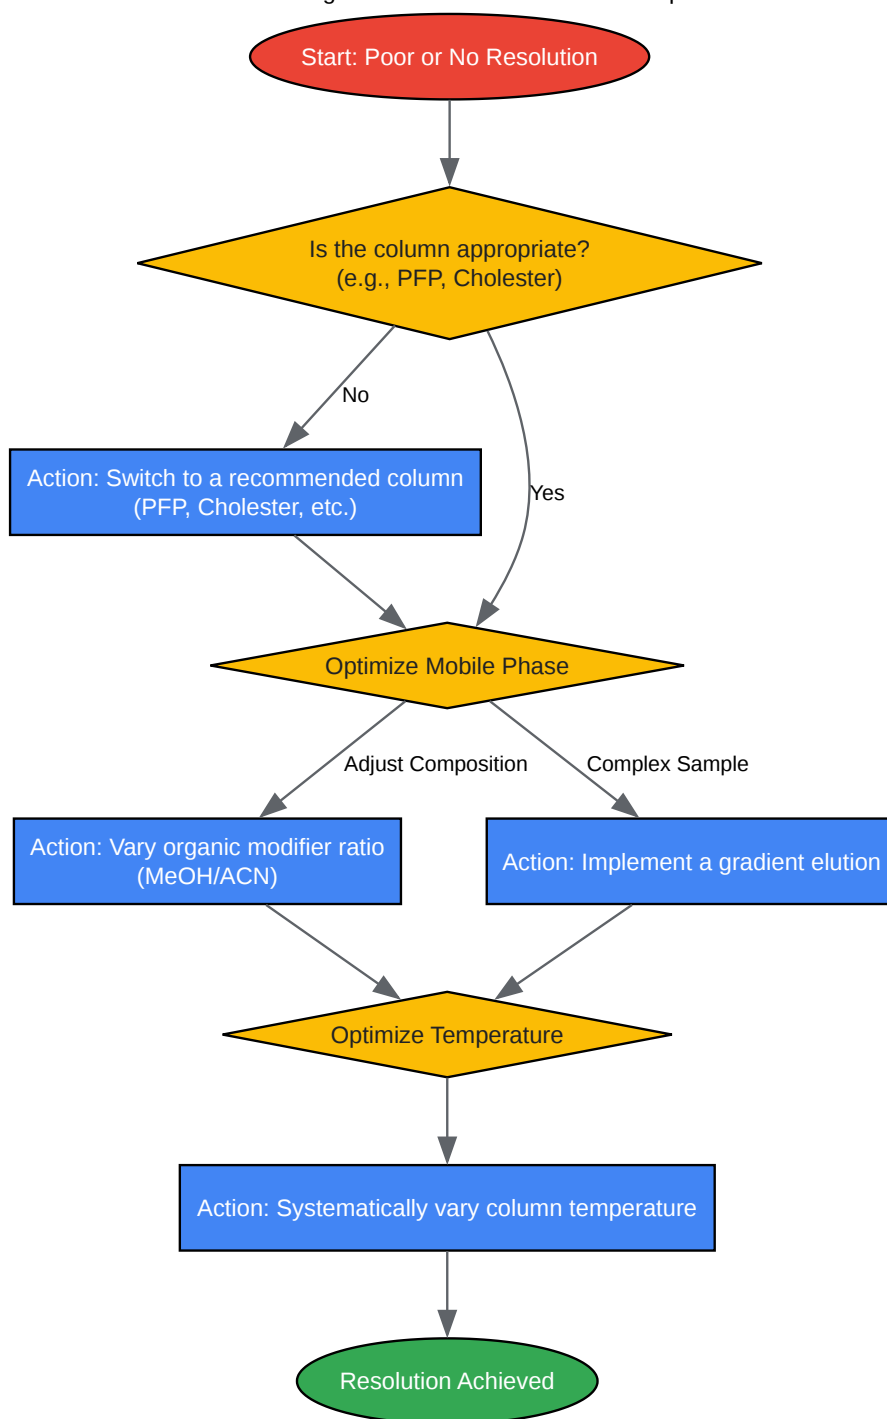 Start: Poor or No Resolution
Is the column appropriate?
(e.g., PFP, Cholester)
No
Action: Switch to a recommended column
(PFP, Cholester, etc.)
Yes
Optimize Mobile Phase
Adjust Composition
Complex Sample
Action: Vary organic modifier ratio
(MeOH/ACN)
Action: Implement a gradient elution
Optimize Temperature
Action: Systematically vary column temperature
Resolution Achieved